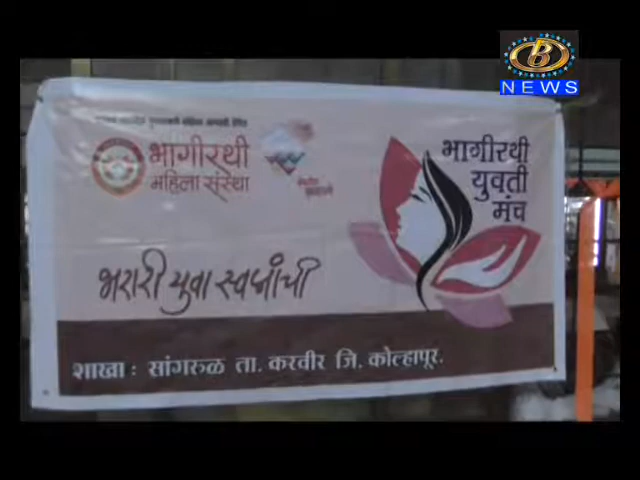 B
NEWS
भागीरथी
महिला संस्था
भागीरथी
युवती
मंच
भरारी युवा स्वप्नांची
शाखा : सांगरुळ ता. करवीर जि. कोल्हापूर.